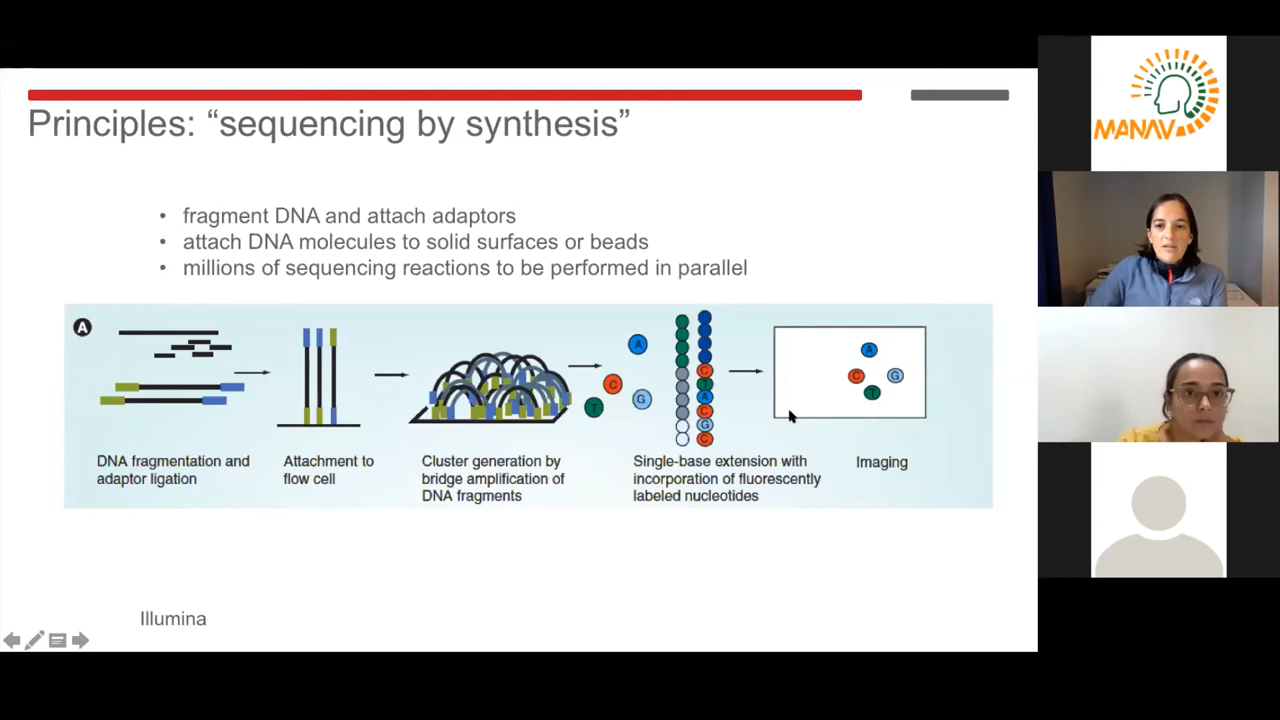 Principles: “sequencing by synthesis”
• fragment DNA and attach adaptors
• attach DNA molecules to solid surfaces or beads
• millions of sequencing reactions to be performed in parallel
A
A
C
G
T
C
T
A
C
G
C
A
C
G
T
DNA fragmentation and
adaptor ligation
Attachment to
flow cell
Cluster generation by
bridge amplification of
DNA fragments
Single-base extension with
incorporation of fluorescently
labeled nucleotides
Imaging
Illumina
MANAV